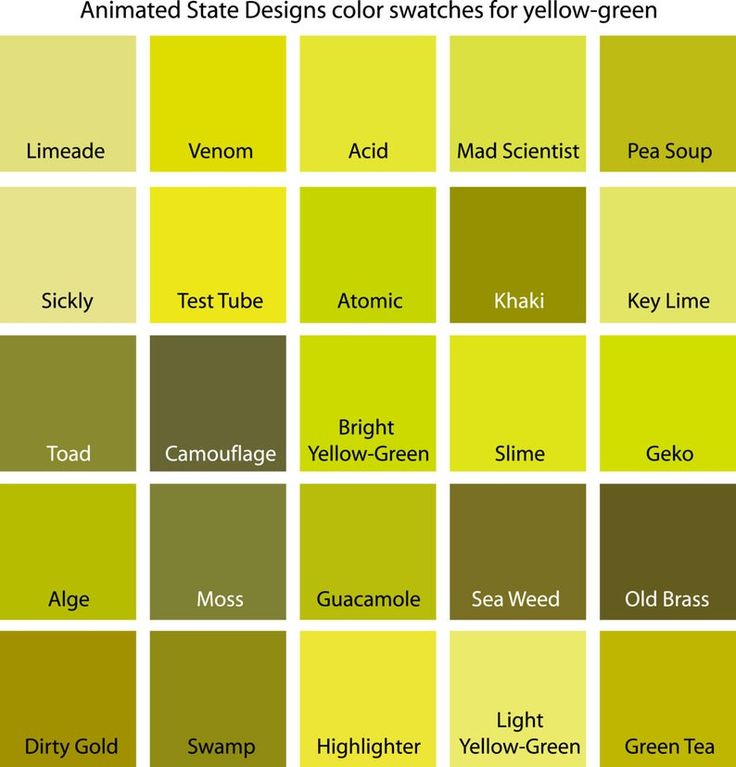 Animated State Designs color swatches for yellow-green
Limeade
Venom
Acid
Mad Scientist
Pea Soup
Sickly
Test Tube
Atomic
Khaki
Key Lime
Toad
Camouflage
Bright
Yellow-Green
Slime
Geko
Alge
Moss
Guacamole
Sea Weed
Old Brass
Dirty Gold
Swamp
Highlighter
Light
Yellow-Green
Green Tea